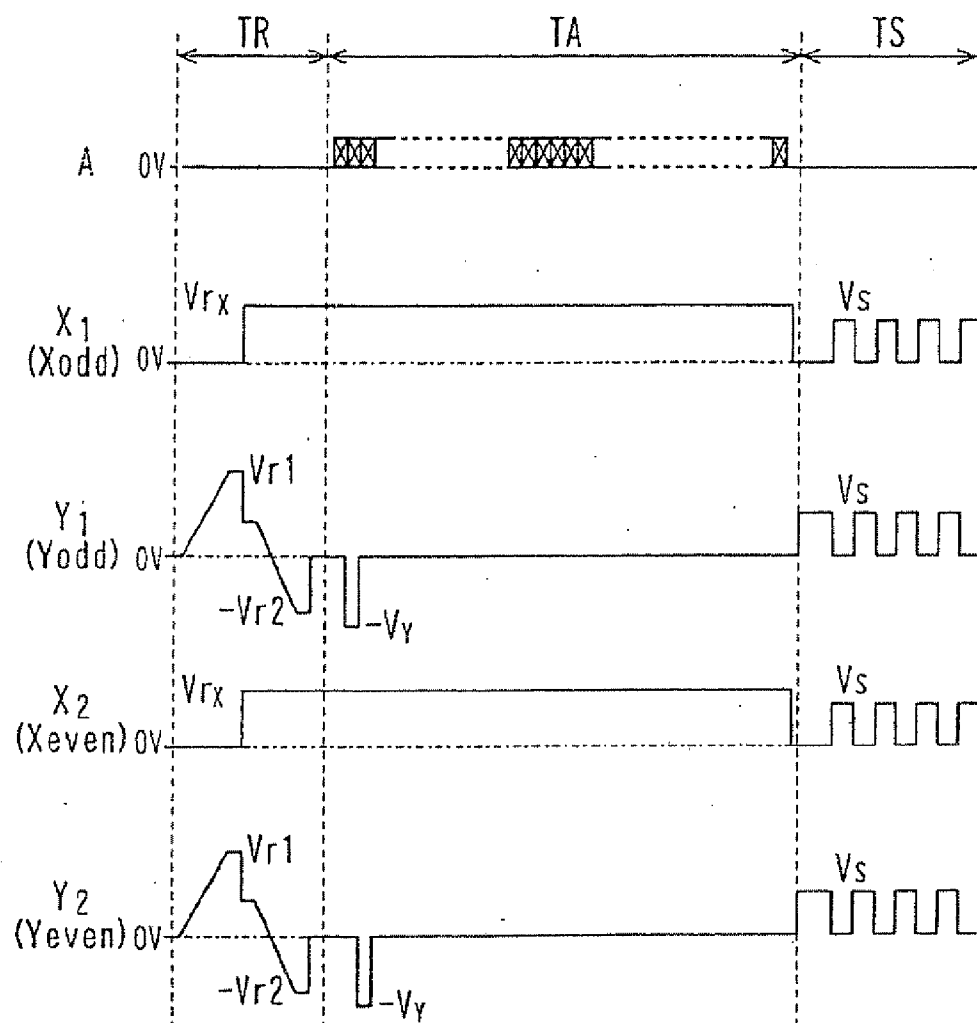 TR TA TS
A 0V
Vrx Vs
X1
(Xodd) 0V
Vr1 Vs
Y1
(Yodd) 0V
-Vr2 -VY
Vrx Vs
X2
(Xeven) 0V
Vr1 Vs
Y2
(Yeven) 0V
-Vr2 -VY